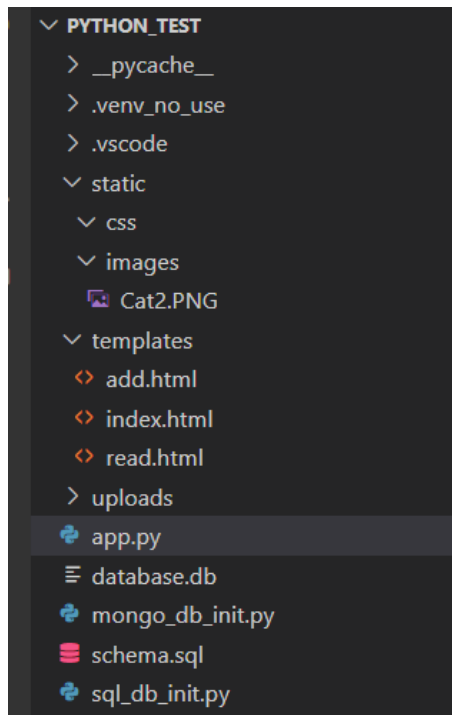 PYTHON_TEST
__pycache__
.venv_no_use
.vscode
static
css
images
Cat2.PNG
templates
add.html
index.html
read.html
uploads
app.py
database.db
mongo_db_init.py
schema.sql
sql_db_init.py